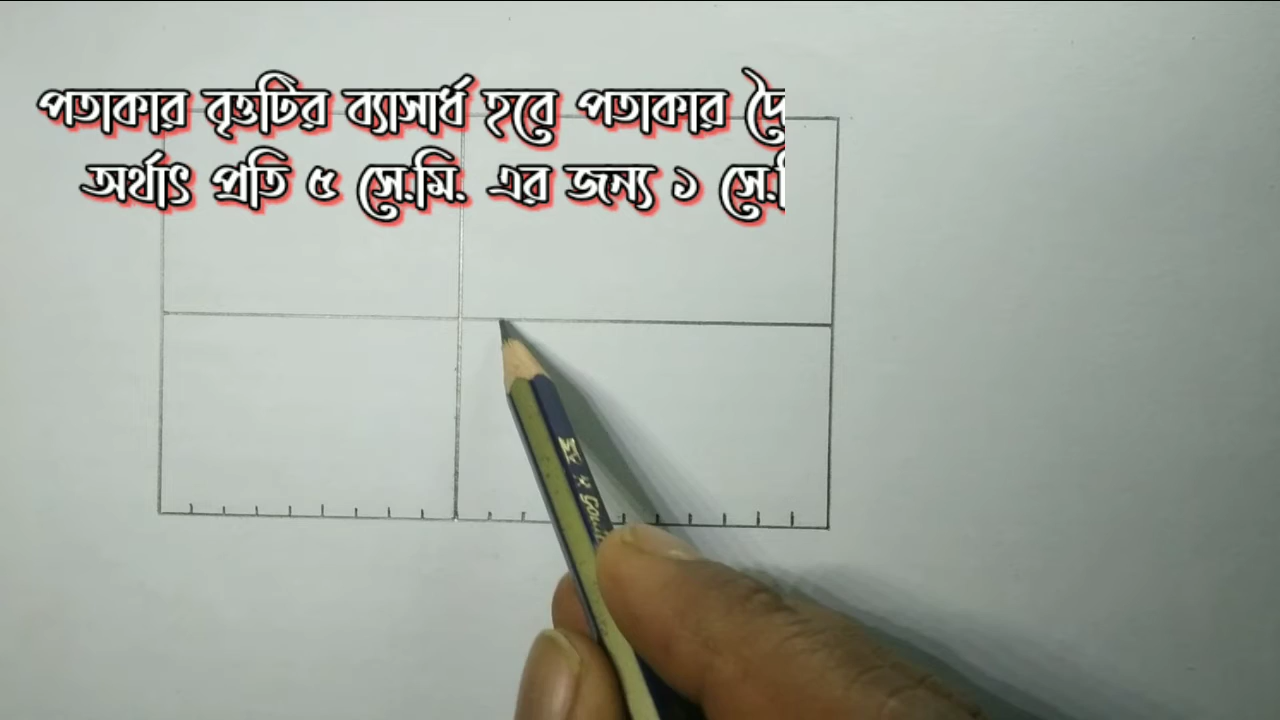 পতাকার বৃত্তটির ব্যাসার্ধ হবে পতাকার
অর্থাৎ প্রতি ৫ সে.মি. এর জন্য ১